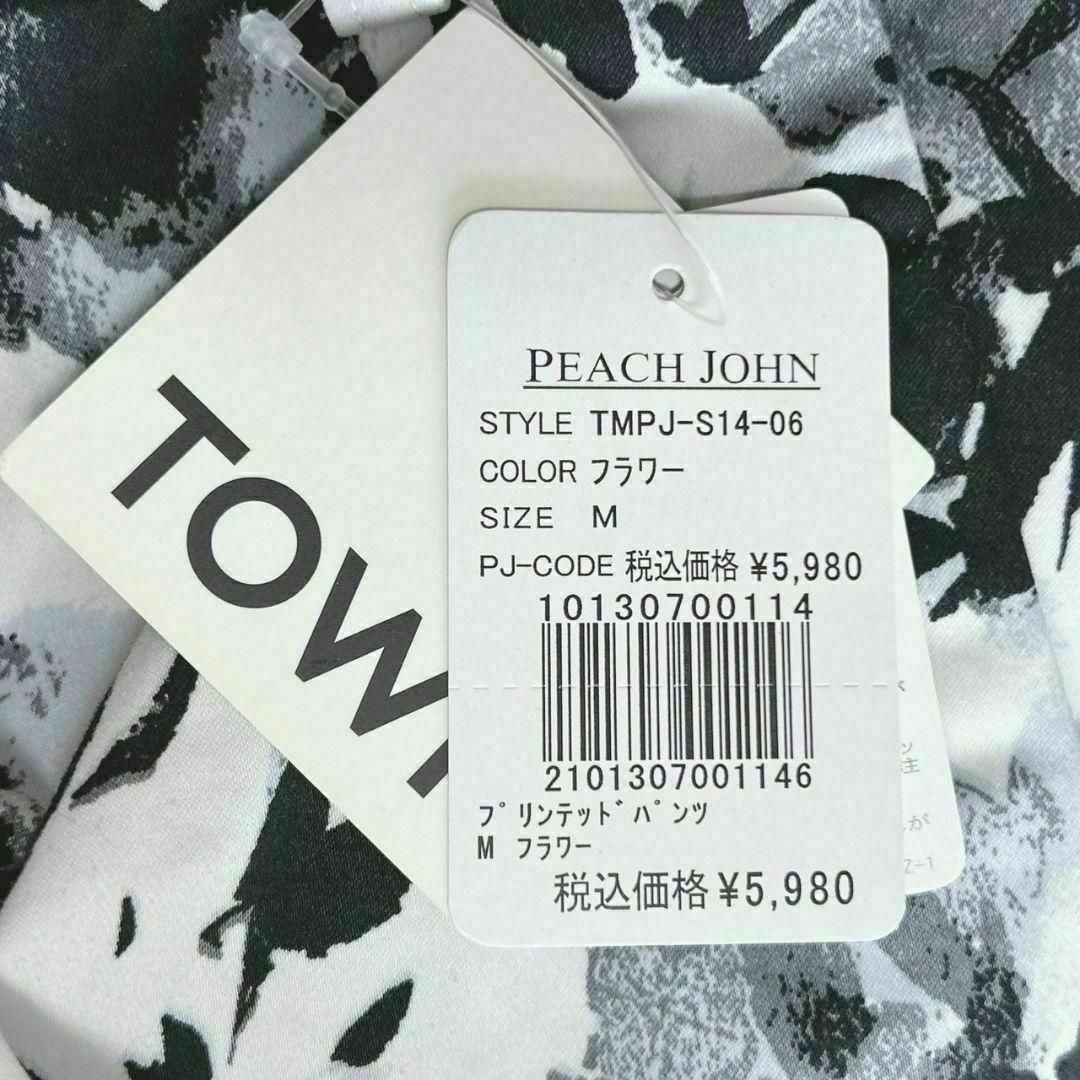 TOW
PEACH JOHN
STYLE TMPJ-S14-06
COLOR フラワー
SIZE M
PJ-CODE 税込価格 ¥5,980
10130700114
2101307001146
プリンテッドパンツ
M フラワー
税込価格 ¥5,980
が
Z-1